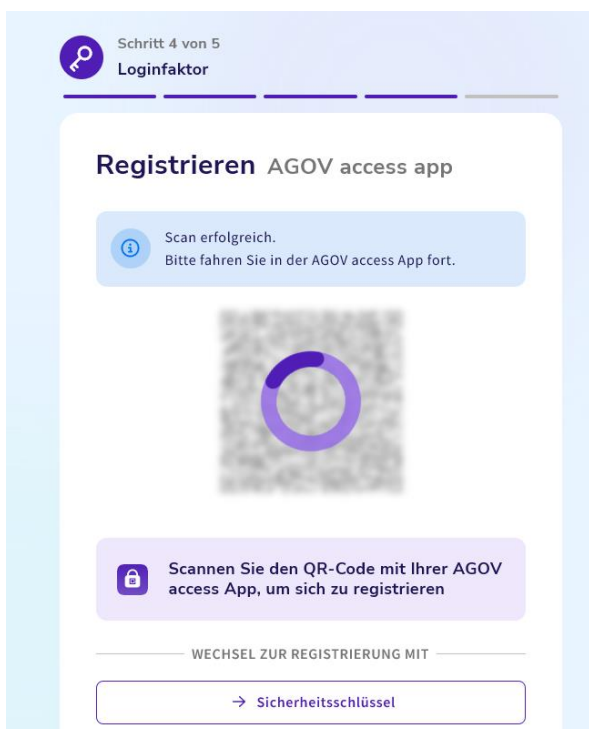 Schritt 4 von 5
Loginfaktor
Registrieren AGOV access app
Scan erfolgreich.
Bitte fahren Sie in der AGOV access App fort.
Scannen Sie den QR-Code mit Ihrer AGOV
access App, um sich zu registrieren
WECHSEL ZUR REGISTRIERUNG MIT
→ Sicherheitsschlüssel